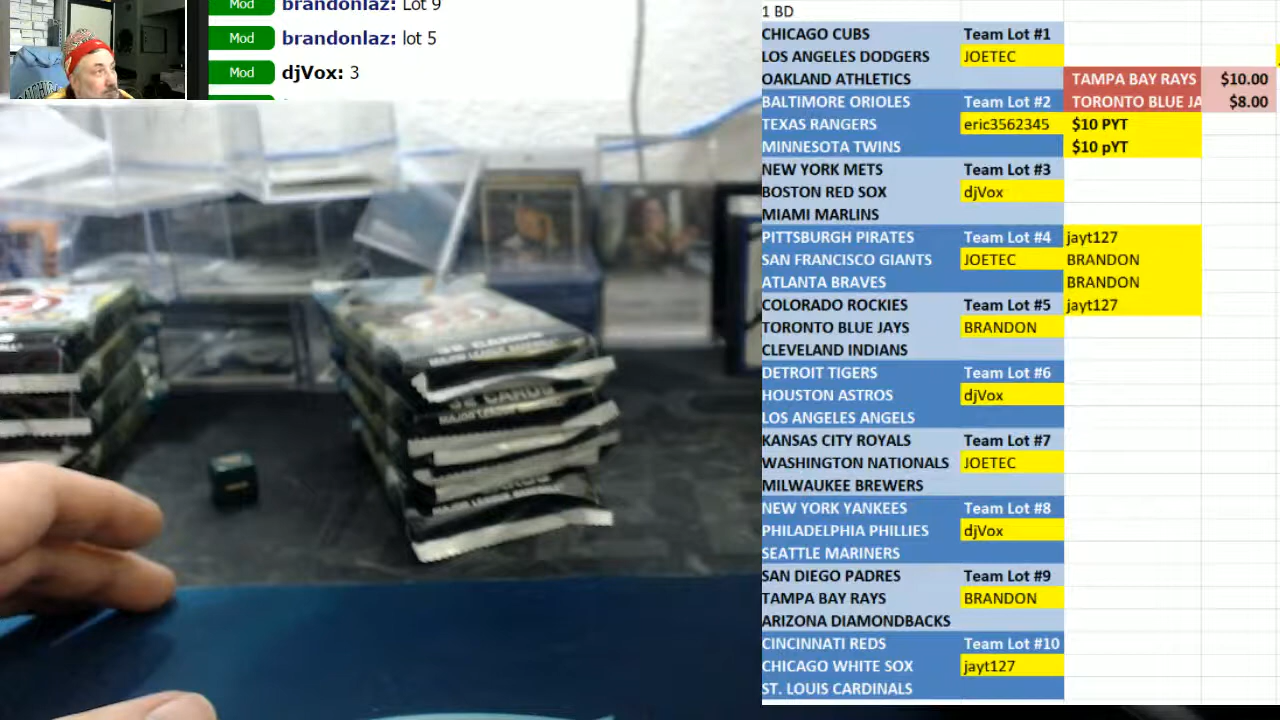 Mod brandonlaz: Lot 9
Mod brandonlaz: lot 5
Mod djVox: 3
1 BD
CHICAGO CUBS Team Lot #1
LOS ANGELES DODGERS JOETEC
OAKLAND ATHLETICS TAMPA BAY RAYS $10.00
BALTIMORE ORIOLES Team Lot #2 TORONTO BLUE JA $8.00
TEXAS RANGERS eric3562345 $10 PYT
MINNESOTA TWINS $10 pYT
NEW YORK METS Team Lot #3
BOSTON RED SOX djVox
MIAMI MARLINS
PITTSBURGH PIRATES Team Lot #4 jayt127
SAN FRANCISCO GIANTS JOETEC BRANDON
ATLANTA BRAVES BRANDON
COLORADO ROCKIES Team Lot #5 jayt127
TORONTO BLUE JAYS BRANDON
CLEVELAND INDIANS
DETROIT TIGERS Team Lot #6
HOUSTON ASTROS djVox
LOS ANGELES ANGELS
KANSAS CITY ROYALS Team Lot #7
WASHINGTON NATIONALS JOETEC
MILWAUKEE BREWERS
NEW YORK YANKEES Team Lot #8
PHILADELPHIA PHILLIES djVox
SEATTLE MARINERS
SAN DIEGO PADRES Team Lot #9
TAMPA BAY RAYS BRANDON
ARIZONA DIAMONDBACKS
CINCINNATI REDS Team Lot #10
CHICAGO WHITE SOX jayt127
ST. LOUIS CARDINALS